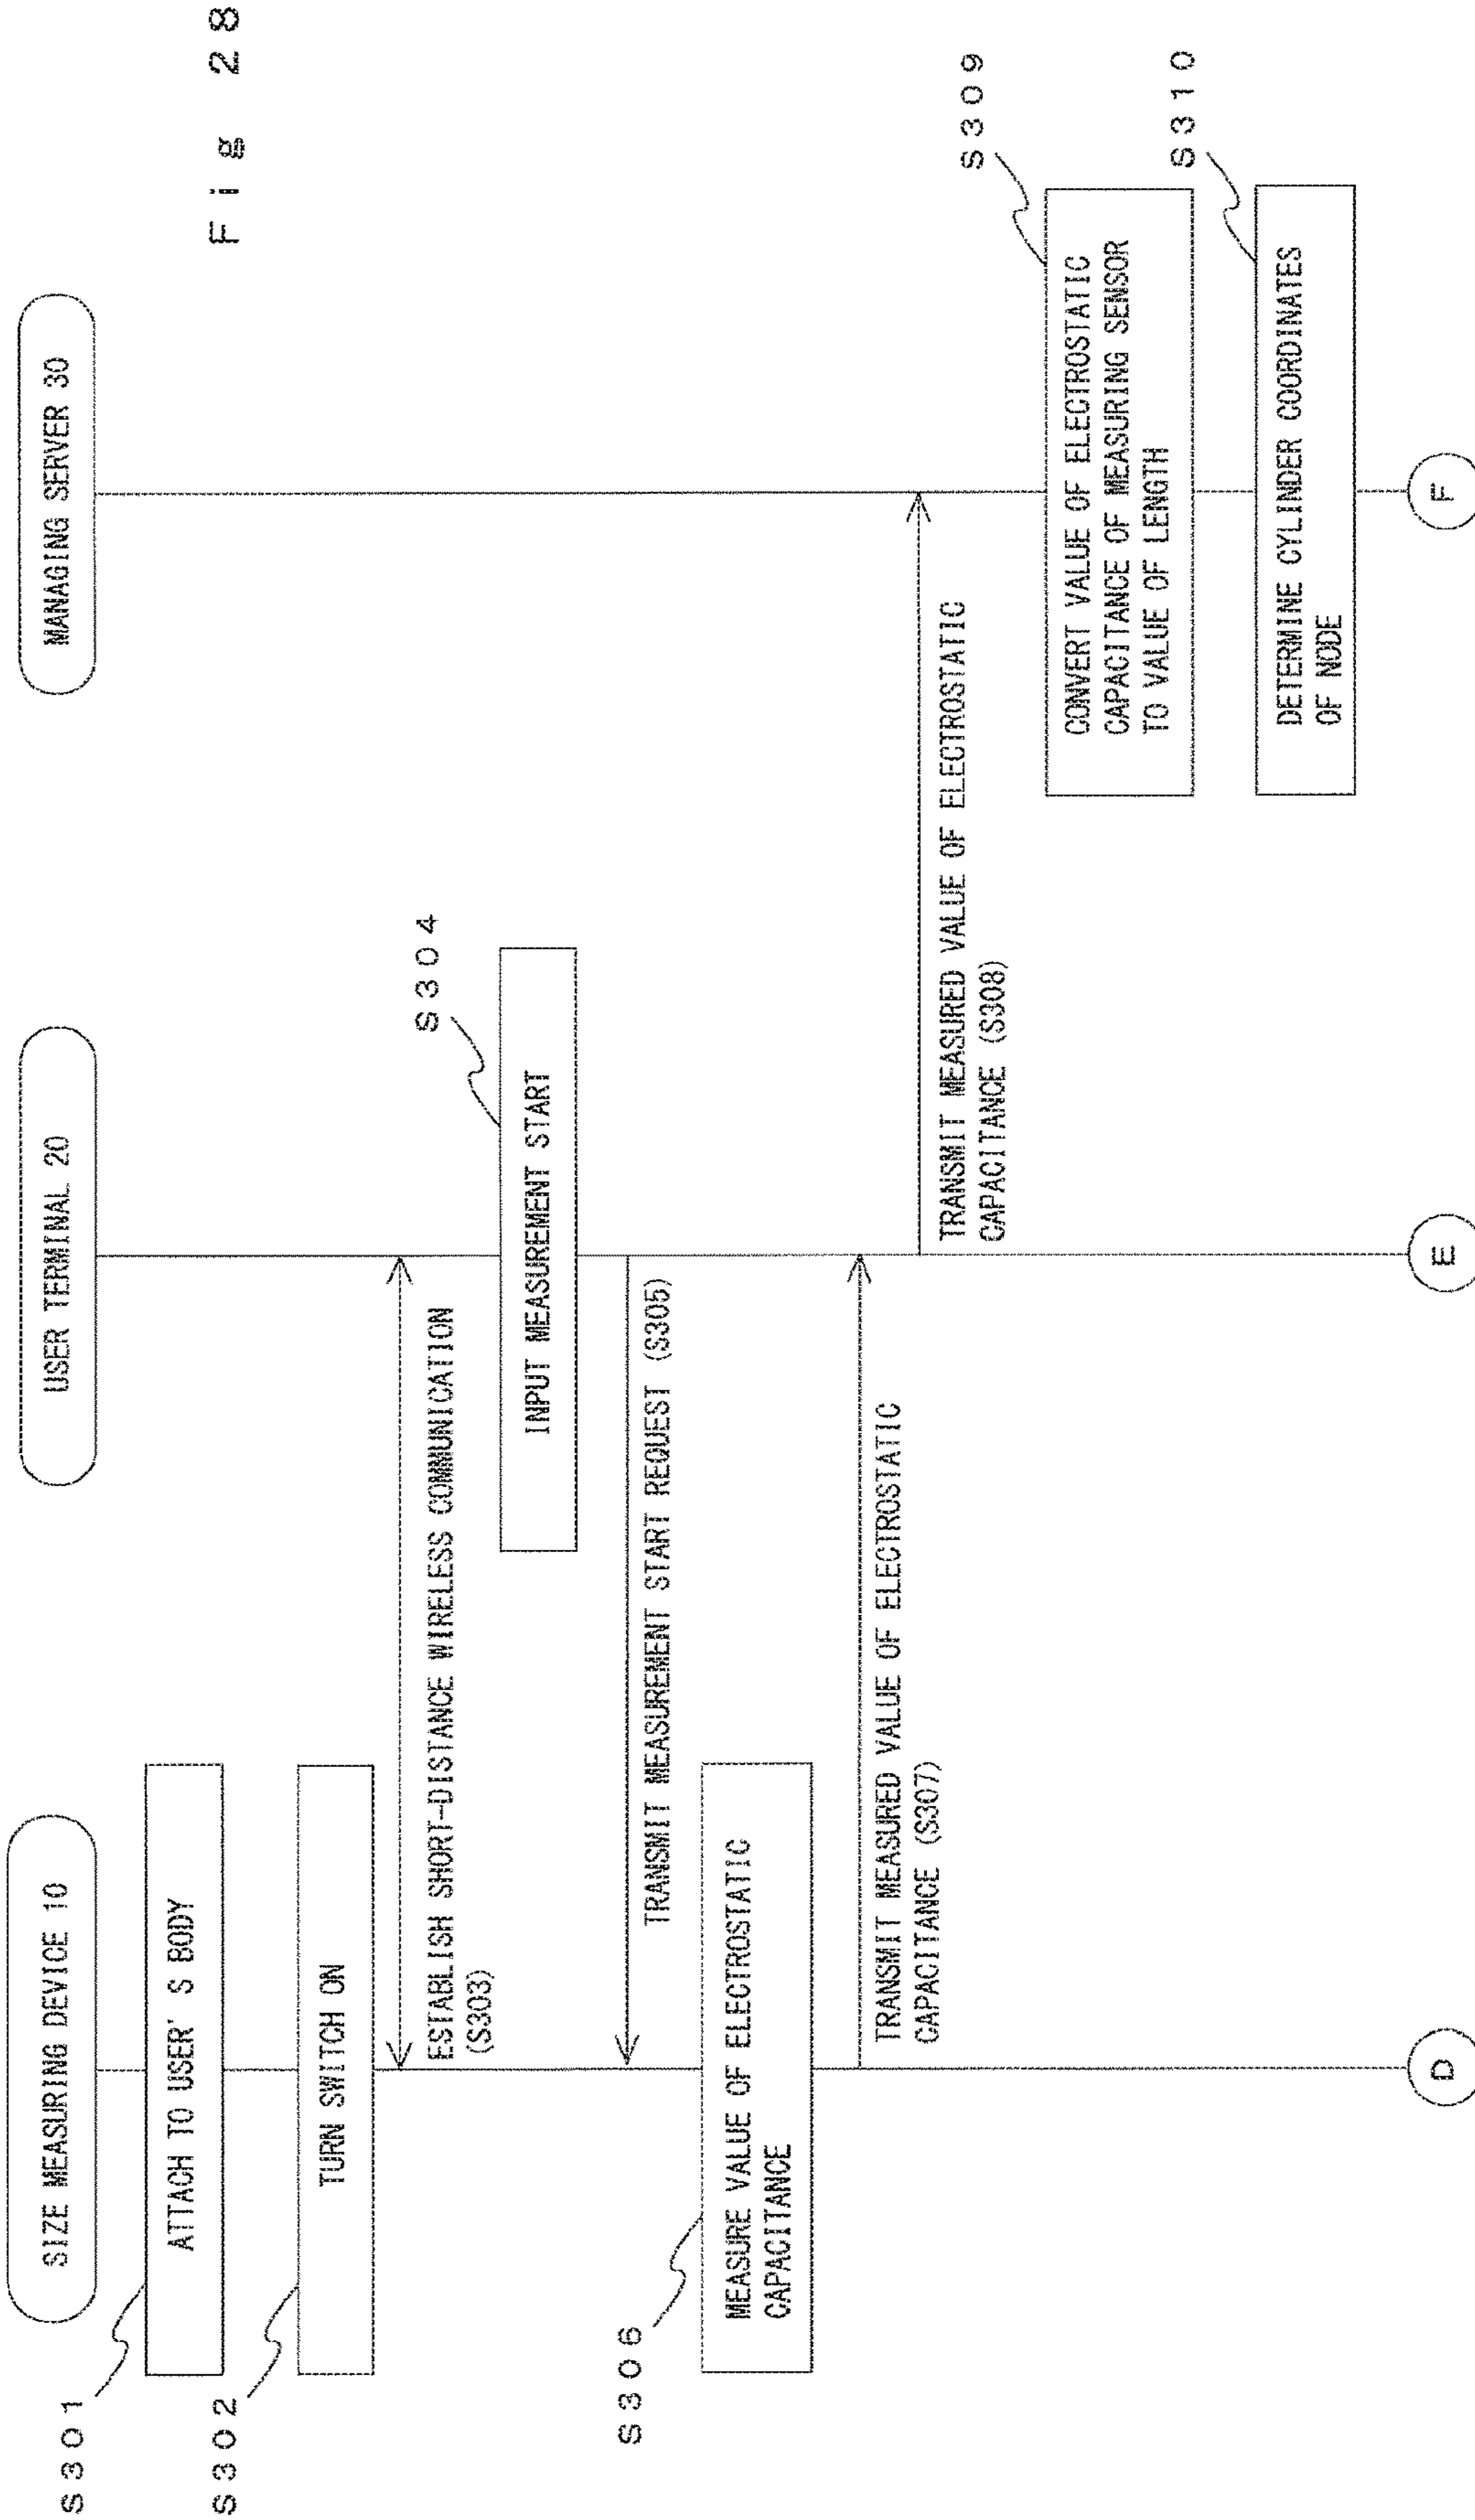 Fig 28
SIZE MEASURING DEVICE 10
USER TERMINAL 20
MANAGING SERVER 30
S301
ATTACH TO USER'S BODY
S302
TURN SWITCH ON
ESTABLISH SHORT-DISTANCE WIRELESS COMMUNICATION
(S303)
S304
INPUT MEASUREMENT START
TRANSMIT MEASUREMENT START REQUEST (S305)
S306
MEASURE VALUE OF ELECTROSTATIC
CAPACITANCE
TRANSMIT MEASURED VALUE OF ELECTROSTATIC
CAPACITANCE (S307)
TRANSMIT MEASURED VALUE OF ELECTROSTATIC
CAPACITANCE (S308)
S309
CONVERT VALUE OF ELECTROSTATIC
CAPACITANCE OF MEASURING SENSOR
TO VALUE OF LENGTH
S310
DETERMINE CYLINDER COORDINATES
OF NODE
D
E
F